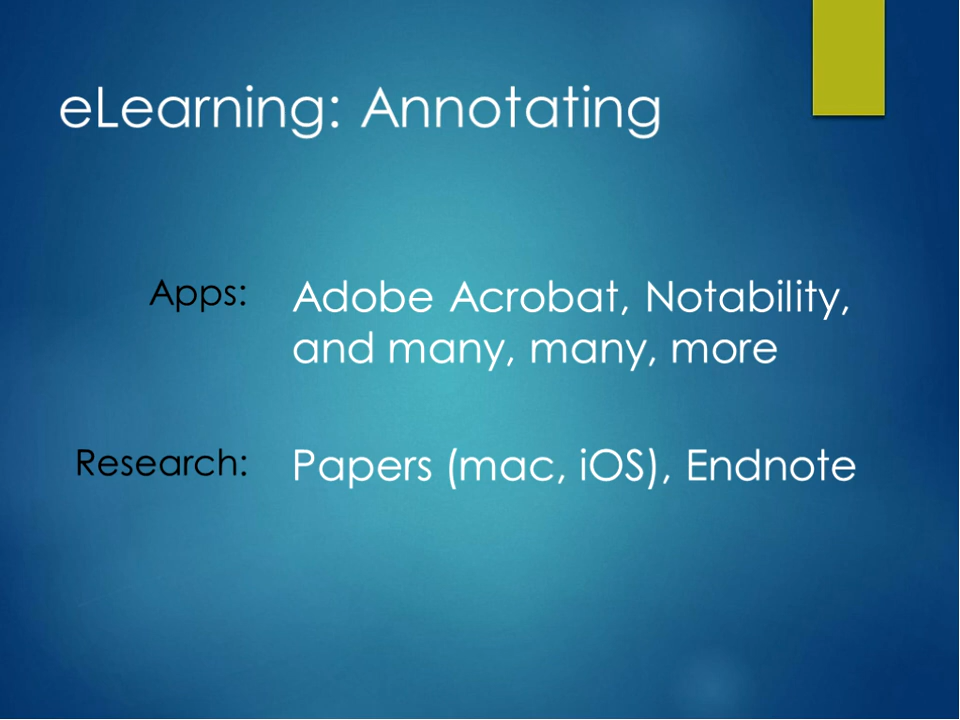 eLearning: Annotating
Apps: Adobe Acrobat, Notability,
and many, many, more
Research: Papers (mac, iOS), Endnote